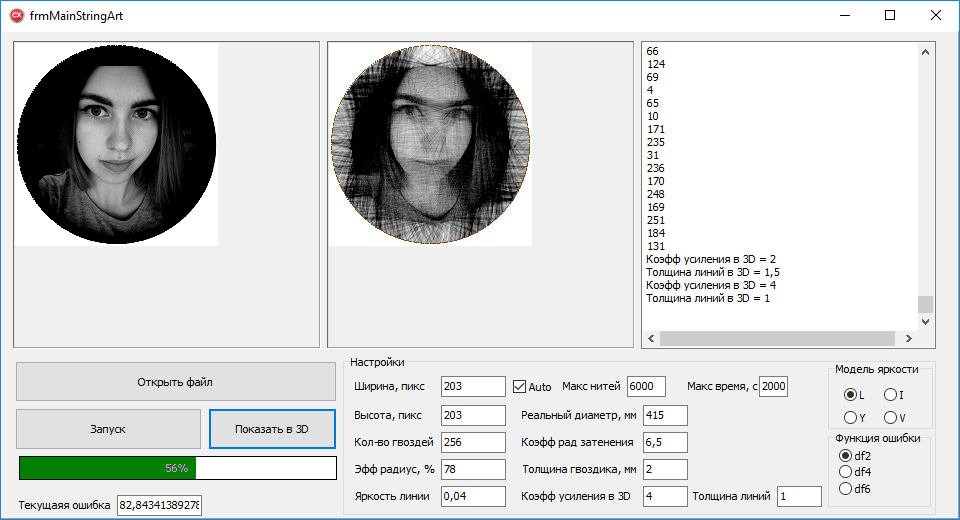 frmMainStringArt
66
124
69
4
65
10
171
235
31
236
170
248
169
251
184
131
Коэфф усиления в 3D = 2
Толщина линий в 3D = 1,5
Коэфф усиления в 3D = 4
Толщина линий в 3D = 1
Открыть файл
Запуск
Показать в 3D
56%
Текущаяя ошибка 82,84341389278
Настройки
Ширина, пикс 203 Auto Макс нитей 6000 Макс время, с 2000
Высота, пикс 203 Реальный диаметр, мм 415
Кол-во гвоздей 256 Коэфф рад затенения 6,5
Эфф радиус, % 78 Толщина гвоздика, мм 2
Яркость линии 0,04 Коэфф усиления в 3D 4 Толщина линий 1
Модель яркости
L I
Y V
Функция ошибки
df2
df4
df6